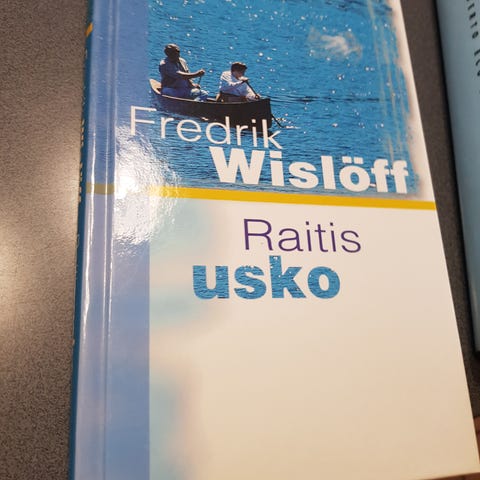 Fredrik
Wislöff
Raitis
usko